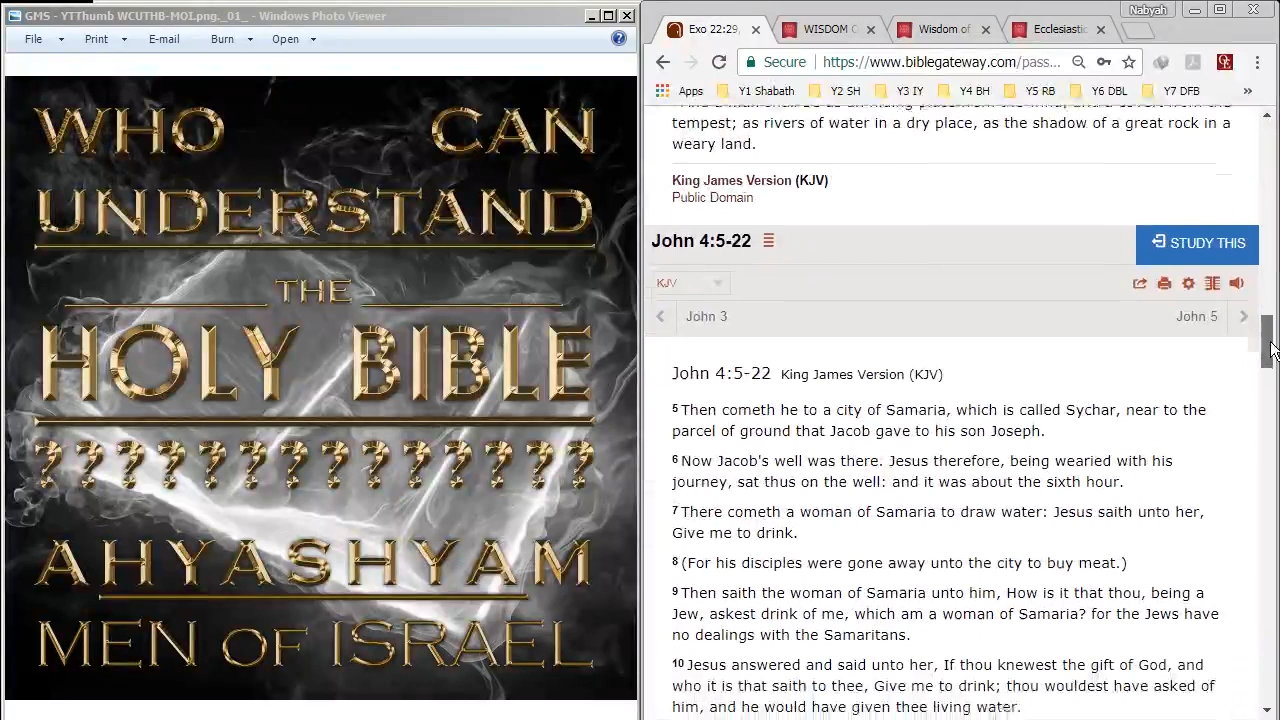 GMS - YTThumb WCUTHB-MOI.png._01_ - Windows Photo Viewer
File Print E-mail Burn Open
WHO CAN
UNDERSTAND
THE
HOLY BIBLE
??????????????
AHYASHYAM
MEN OF ISRAEL
Nabyah
Exo 22:29, WISDOM O Wisdom of Ecclesiastic
Secure https://www.biblegateway.com/pass...
Apps Y1 Shabath Y2 SH Y3 IY Y4 BH Y5 RB Y6 DBL Y7 DFB
tempest; as rivers of water in a dry place, as the shadow of a great rock in a
weary land.
King James Version (KJV)
Public Domain
John 4:5-22
STUDY THIS
KJV
John 3 John 5
John 4:5-22 King James Version (KJV)
5 Then cometh he to a city of Samaria, which is called Sychar, near to the
parcel of ground that Jacob gave to his son Joseph.
6 Now Jacob's well was there. Jesus therefore, being wearied with his
journey, sat thus on the well: and it was about the sixth hour.
7 There cometh a woman of Samaria to draw water: Jesus saith unto her,
Give me to drink.
8 (For his disciples were gone away unto the city to buy meat.)
9 Then saith the woman of Samaria unto him, How is it that thou, being a
Jew, askest drink of me, which am a woman of Samaria? for the Jews have
no dealings with the Samaritans.
10 Jesus answered and said unto her, If thou knewest the gift of God, and
who it is that saith to thee, Give me to drink; thou wouldest have asked of
him, and he would have given thee living water.